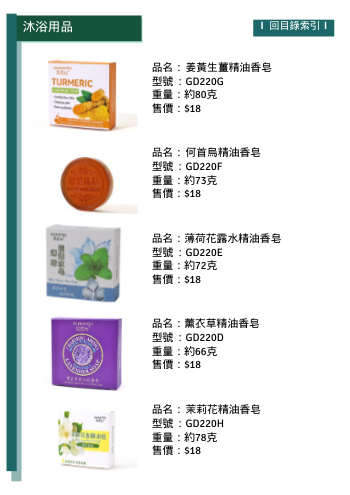 沐浴用品
回目錄索引
TURMERIC
品名： 姜黃生薑精油香皂
型號 ：GD220G
重量：約80克
售價：$18
品名：何首烏精油香皂
型號 ：GD220F
重量：約73克
售價：$18
品名：薄荷花露水精油香皂
型號 ：GD220E
重量：約72克
售價：$18
品名：薰衣草精油香皂
型號 ：GD220D
重量：約66克
售價：$18
LAVENDER SOAP
品名： 茉莉花精油香皂
型號 ：GD220H
重量：約78克
售價：$18